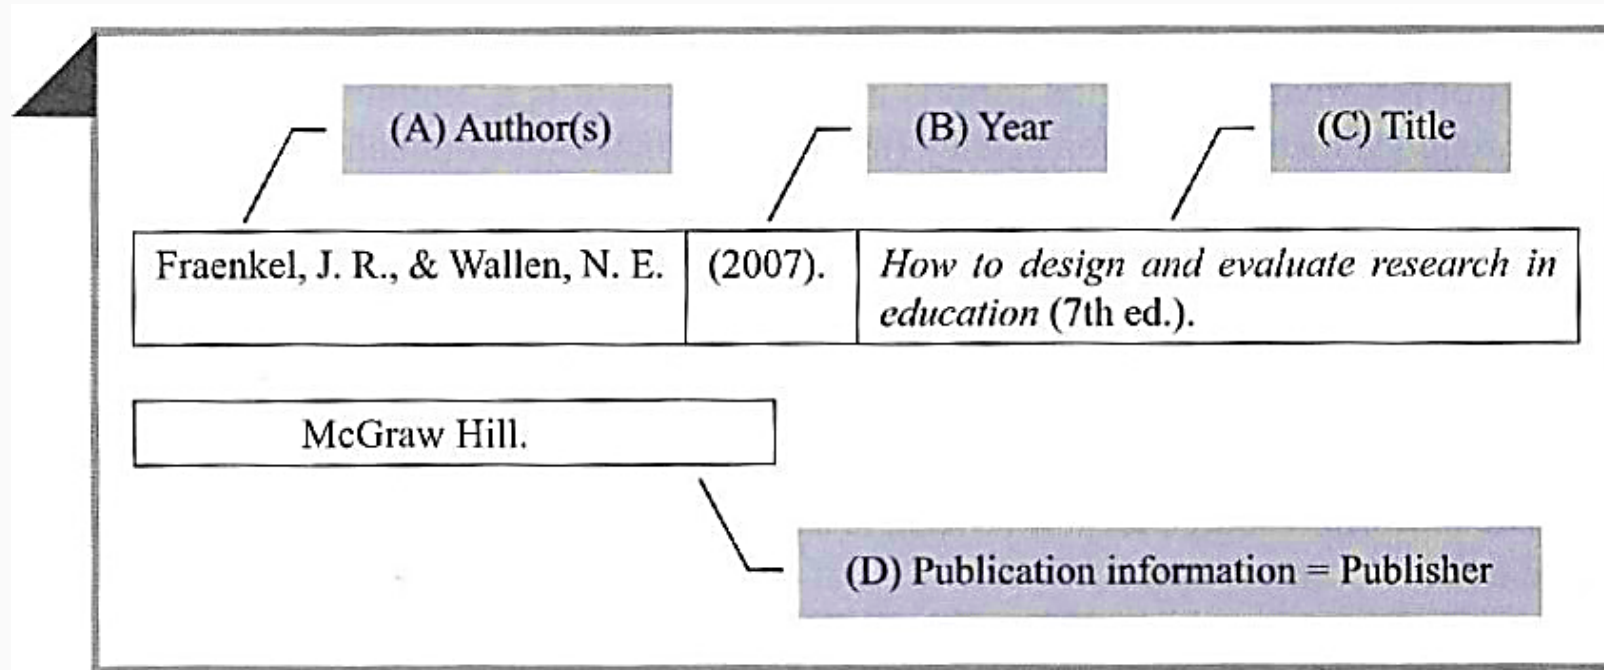 (A) Author(s)
(B) Year
(C) Title
Fraenkel, J. R., & Wallen, N. E.
(2007).
How to design and evaluate research in
education (7th ed.).
McGraw Hill.
(D) Publication information = Publisher